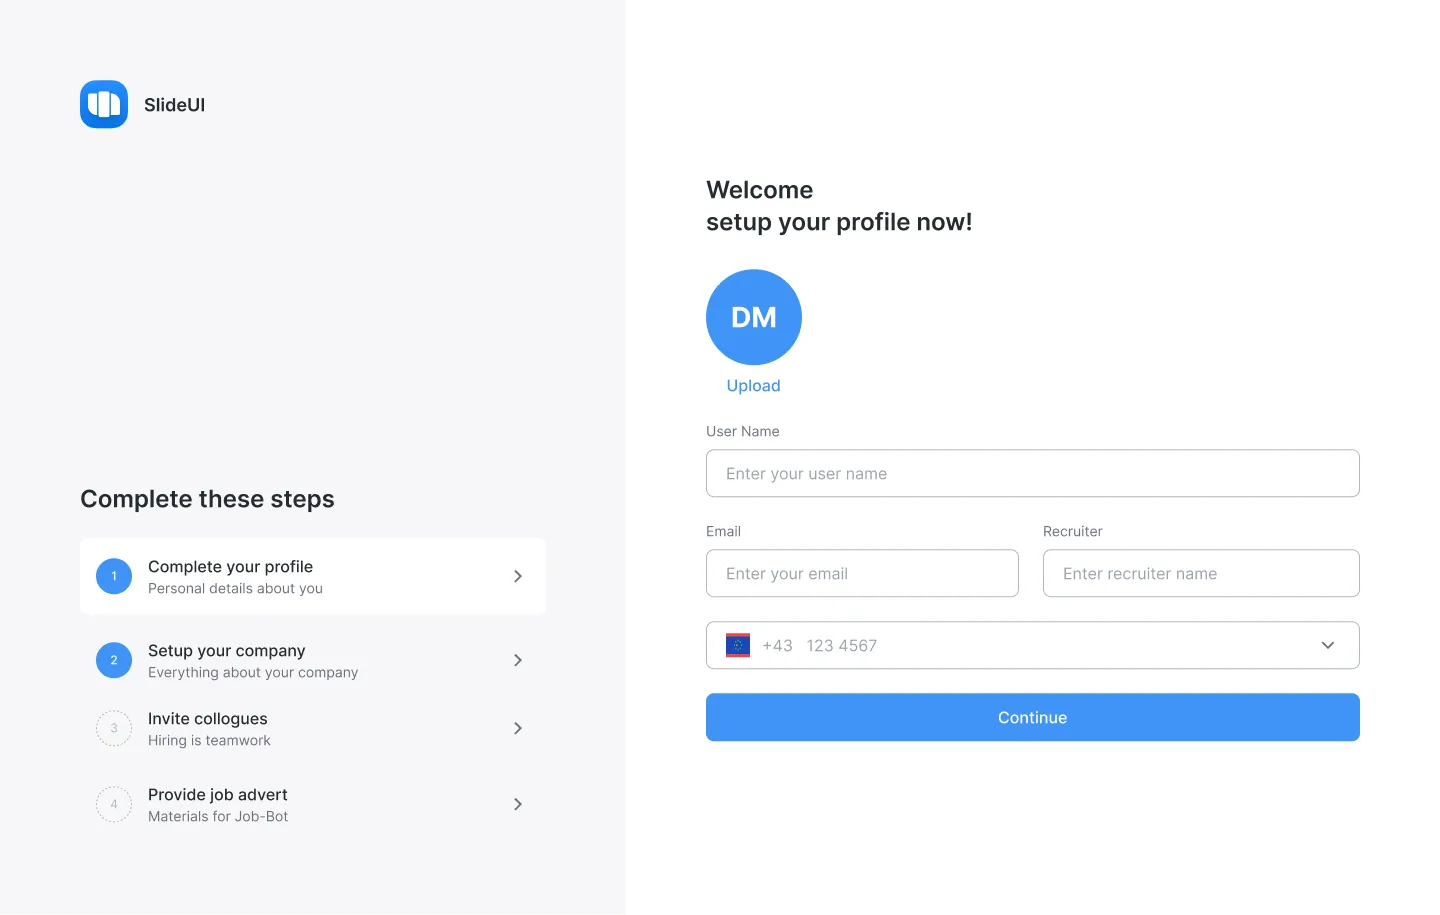 SlideUI
Complete these steps
1
Complete your profile
Personal details about you
2
Setup your company
Everything about your company
3
Invite collogues
Hiring is teamwork
4
Provide job advert
Materials for Job-Bot
Welcome
setup your profile now!
DM
Upload
User Name
Enter your user name
Email
Recruiter
Enter your email
Enter recruiter name
+43 123 4567
Continue